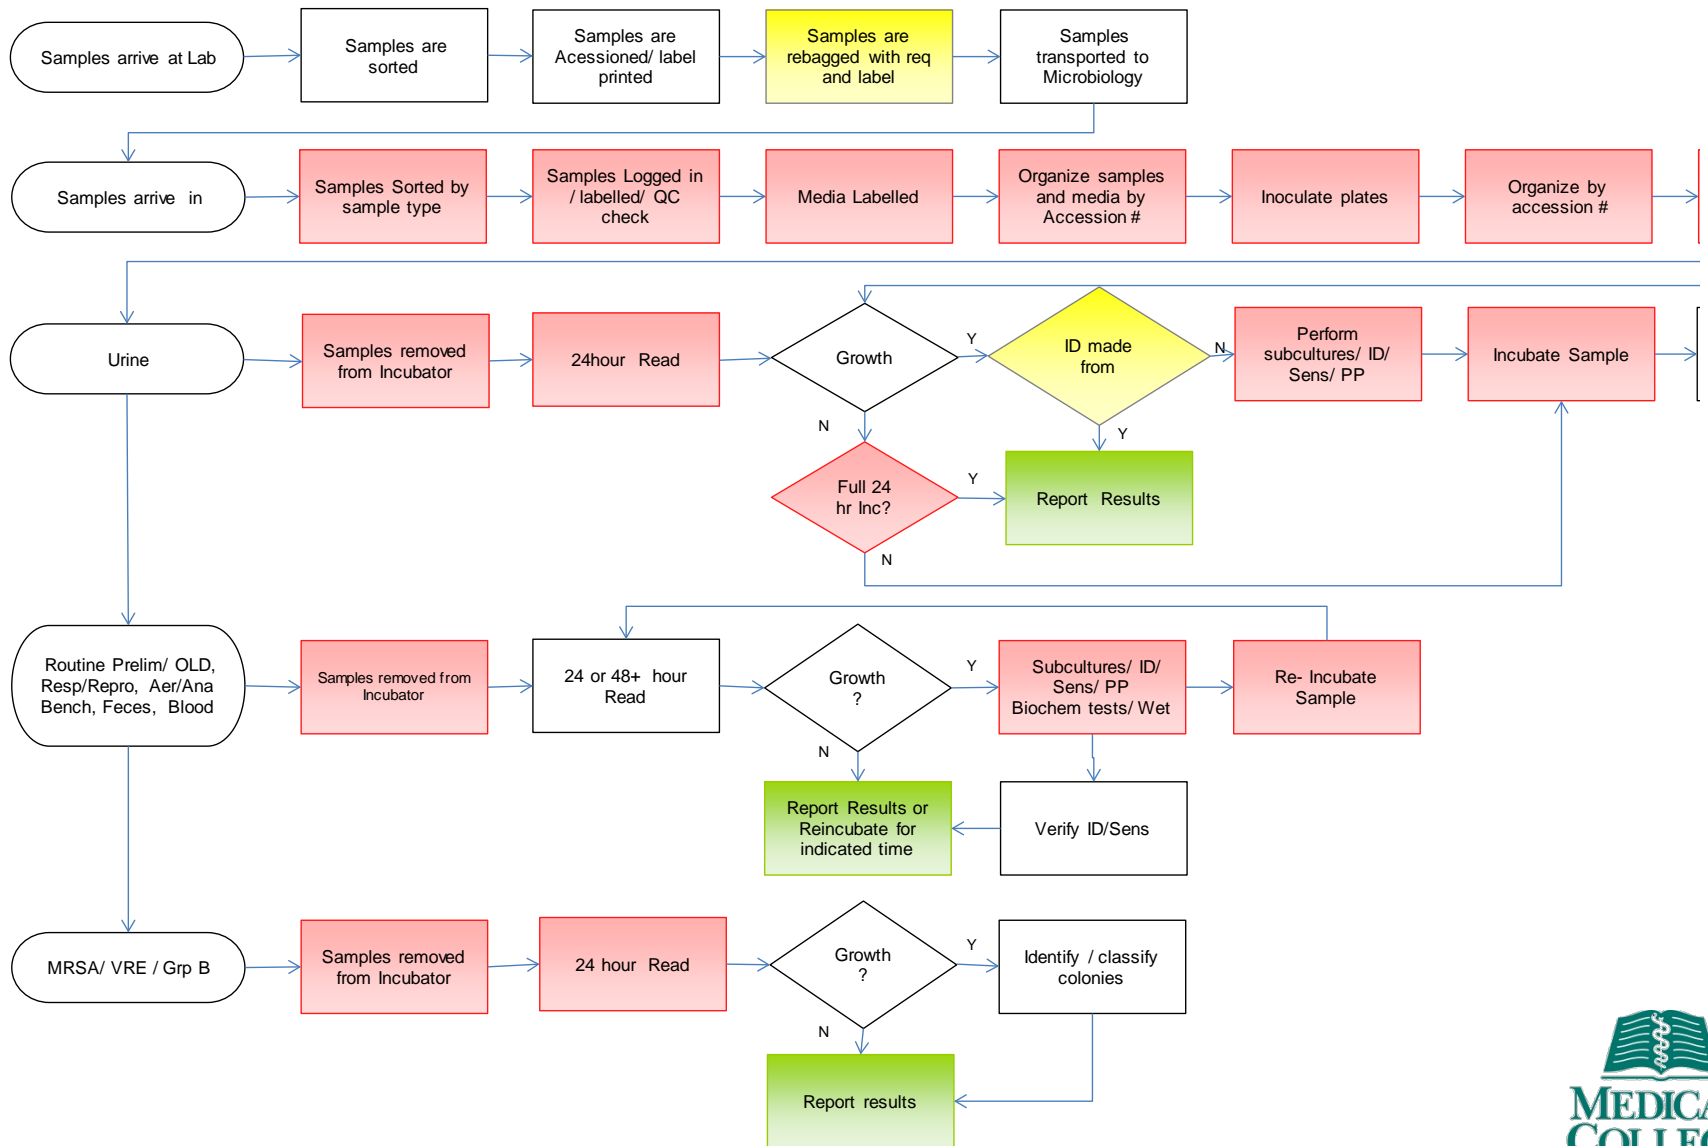 Samples arrive at Lab
Samples are
sorted
Samples are
Acessioned/ label
printed
Samples are
rebagged with req
and label
Samples
transported to
Microbiology
Samples arrive in
Samples Sorted by
sample type
Samples Logged in
/ labelled/ QC
check
Media Labelled
Organize samples
and media by
Accession #
Inoculate plates
Organize by
accession #
Urine
Samples removed
from Incubator
24hour Read
Growth
Y
ID made
from
N
Perform
subcultures/ ID/
Sens/ PP
Incubate Sample
N
Y
Full 24
hr Inc?
Y
Report Results
N
Routine Prelim/ OLD,
Resp/Repro, Aer/Ana
Bench, Feces, Blood
Samples removed from
Incubator
24 or 48+ hour
Read
Growth
?
Y
Subcultures/ ID/
Sens/ PP
Biochem tests/ Wet
Re- Incubate
Sample
N
Report Results or
Reincubate for
indicated time
Verify ID/Sens
MRSA/ VRE / Grp B
Samples removed
from Incubator
24 hour Read
Growth
?
Y
Identify / classify
colonies
N
Report results
MEDICA
COLLEG